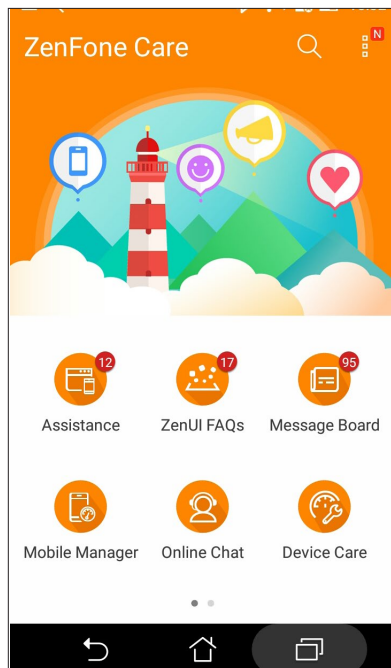 ZenFone Care
N
12
17
95
Assistance
ZenUI FAQs
Message Board
Mobile Manager
Online Chat
Device Care